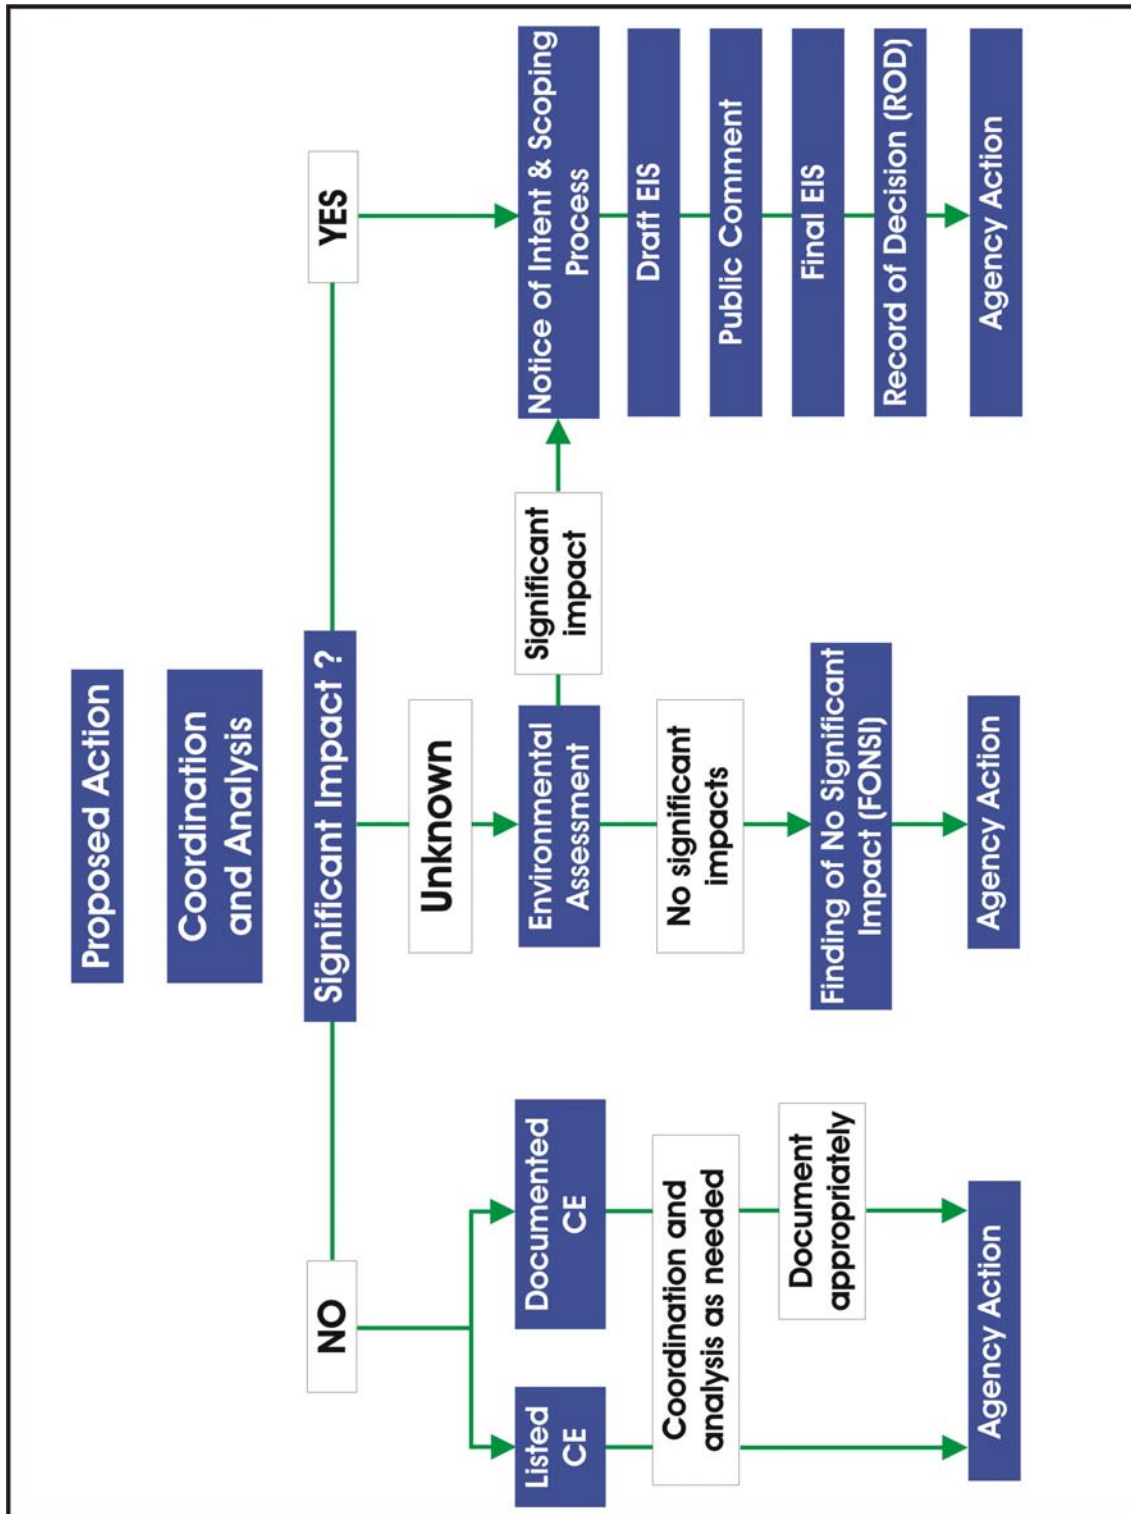 Proposed Action
Coordination
and Analysis
Significant Impact ?
NO
Unknown
YES
Listed
CE
Documented
CE
Coordination and
analysis as needed
Document
appropriately
Agency Action
Environmental
Assessment
Significant
impact
No significant
impacts
Finding of No Significant
Impact (FONSI)
Agency Action
Notice of Intent & Scoping
Process
Draft EIS
Public Comment
Final EIS
Record of Decision (ROD)
Agency Action